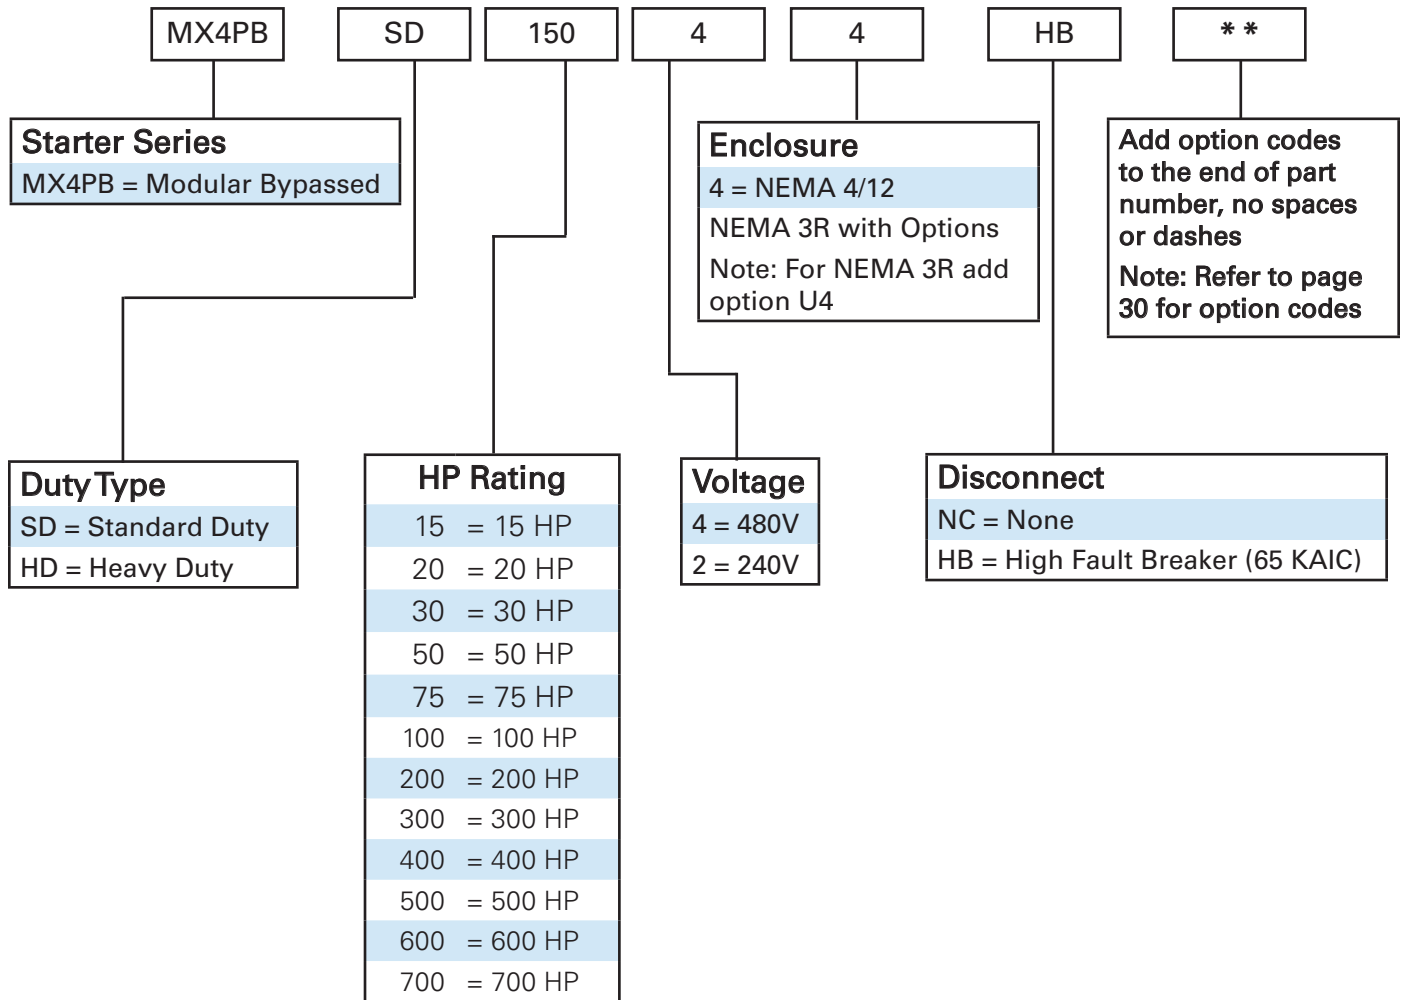 MX4PB SD 150 4 4 HB **
Starter Series
MX4PB = Modular Bypassed
Enclosure
4 = NEMA 4/12
NEMA 3R with Options
Note: For NEMA 3R add
option U4
Add option codes
to the end of part
number, no spaces
or dashes
Note: Refer to page
30 for option codes
Duty Type
SD = Standard Duty
HD = Heavy Duty
HP Rating
15 = 15 HP
20 = 20 HP
30 = 30 HP
50 = 50 HP
75 = 75 HP
100 = 100 HP
200 = 200 HP
300 = 300 HP
400 = 400 HP
500 = 500 HP
600 = 600 HP
700 = 700 HP
Voltage
4 = 480V
2 = 240V
Disconnect
NC = None
HB = High Fault Breaker (65 KAIC)